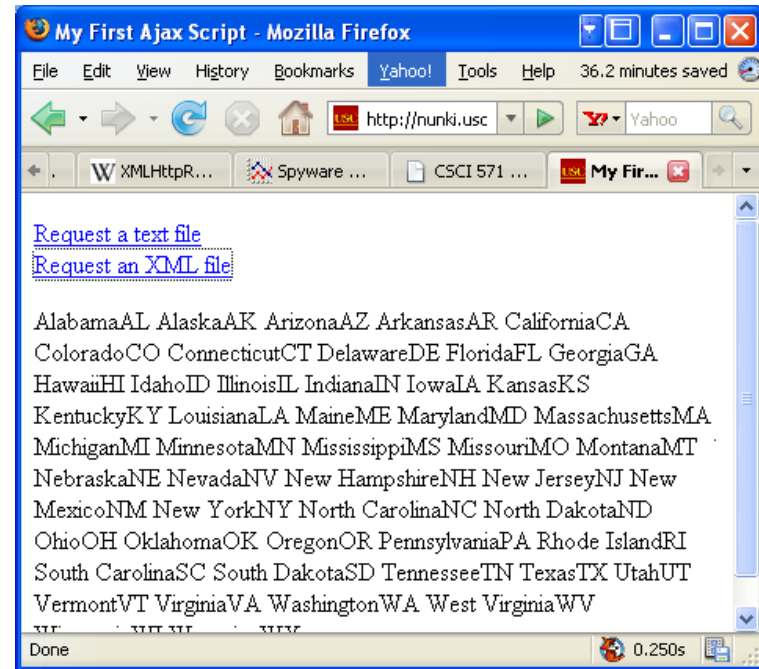 My First Ajax Script - Mozilla Firefox
File Edit View History Bookmarks Yahoo! Tools Help 36.2 minutes saved
USC http://nunki.usc Y! Yahoo
. W XMLHttpR... Spyware ... CSCI 571 ... USC My Fir...
Request a text file
Request an XML file
AlabamaAL AlaskaAK ArizonaAZ ArkansasAR CaliforniaCA
ColoradoCO ConnecticutCT DelawareDE FloridaFL GeorgiaGA
HawaiiHI IdahoID IllinoisIL IndianaIN IowaIA KansasKS
KentuckyKY LouisianaLA MaineME MarylandMD MassachusettsMA
MichiganMI MinnesotaMN MississippiMS MissouriMO MontanaMT
NebraskaNE NevadaNV New HampshireNH New JerseyNJ New
MexicoNM New YorkNY North CarolinaNC North DakotaND
OhioOH OklahomaOK OregonOR PennsylvaniaPA Rhode IslandRI
South CarolinaSC South DakotaSD TennesseeTN TexasTX UtahUT
VermontVT VirginiaVA WashingtonWA West VirginiaWV
Done 0.250s